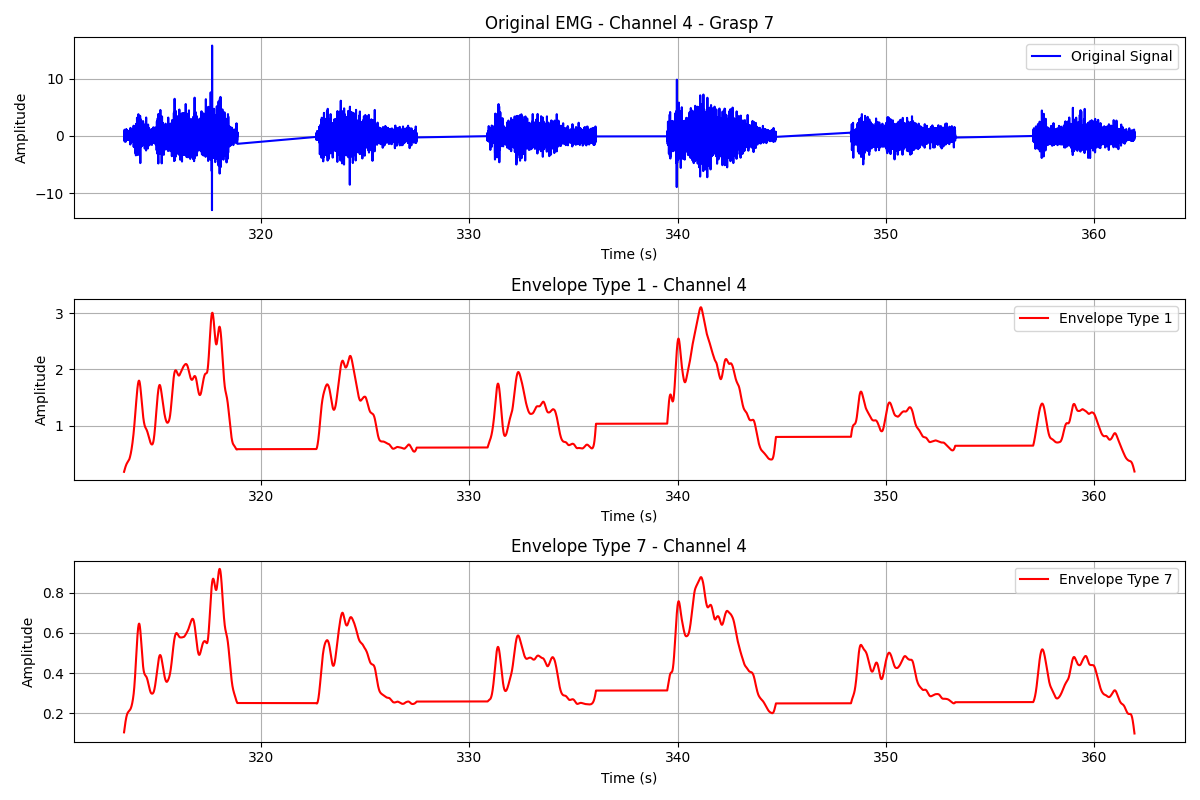 Original EMG - Channel 4 - Grasp 7
Original Signal
10
0
−10
Amplitude
320 330 340 350 360
Time (s)
Envelope Type 1 - Channel 4
Envelope Type 1
3
2
1
Amplitude
320 330 340 350 360
Time (s)
Envelope Type 7 - Channel 4
Envelope Type 7
0.8
0.6
0.4
0.2
Amplitude
320 330 340 350 360
Time (s)